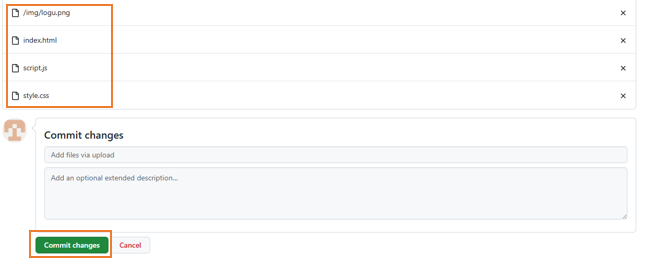 /img/logu.png
index.html
script.js
style.css
Commit changes
Add files via upload
Add an optional extended description...
Commit changes Cancel